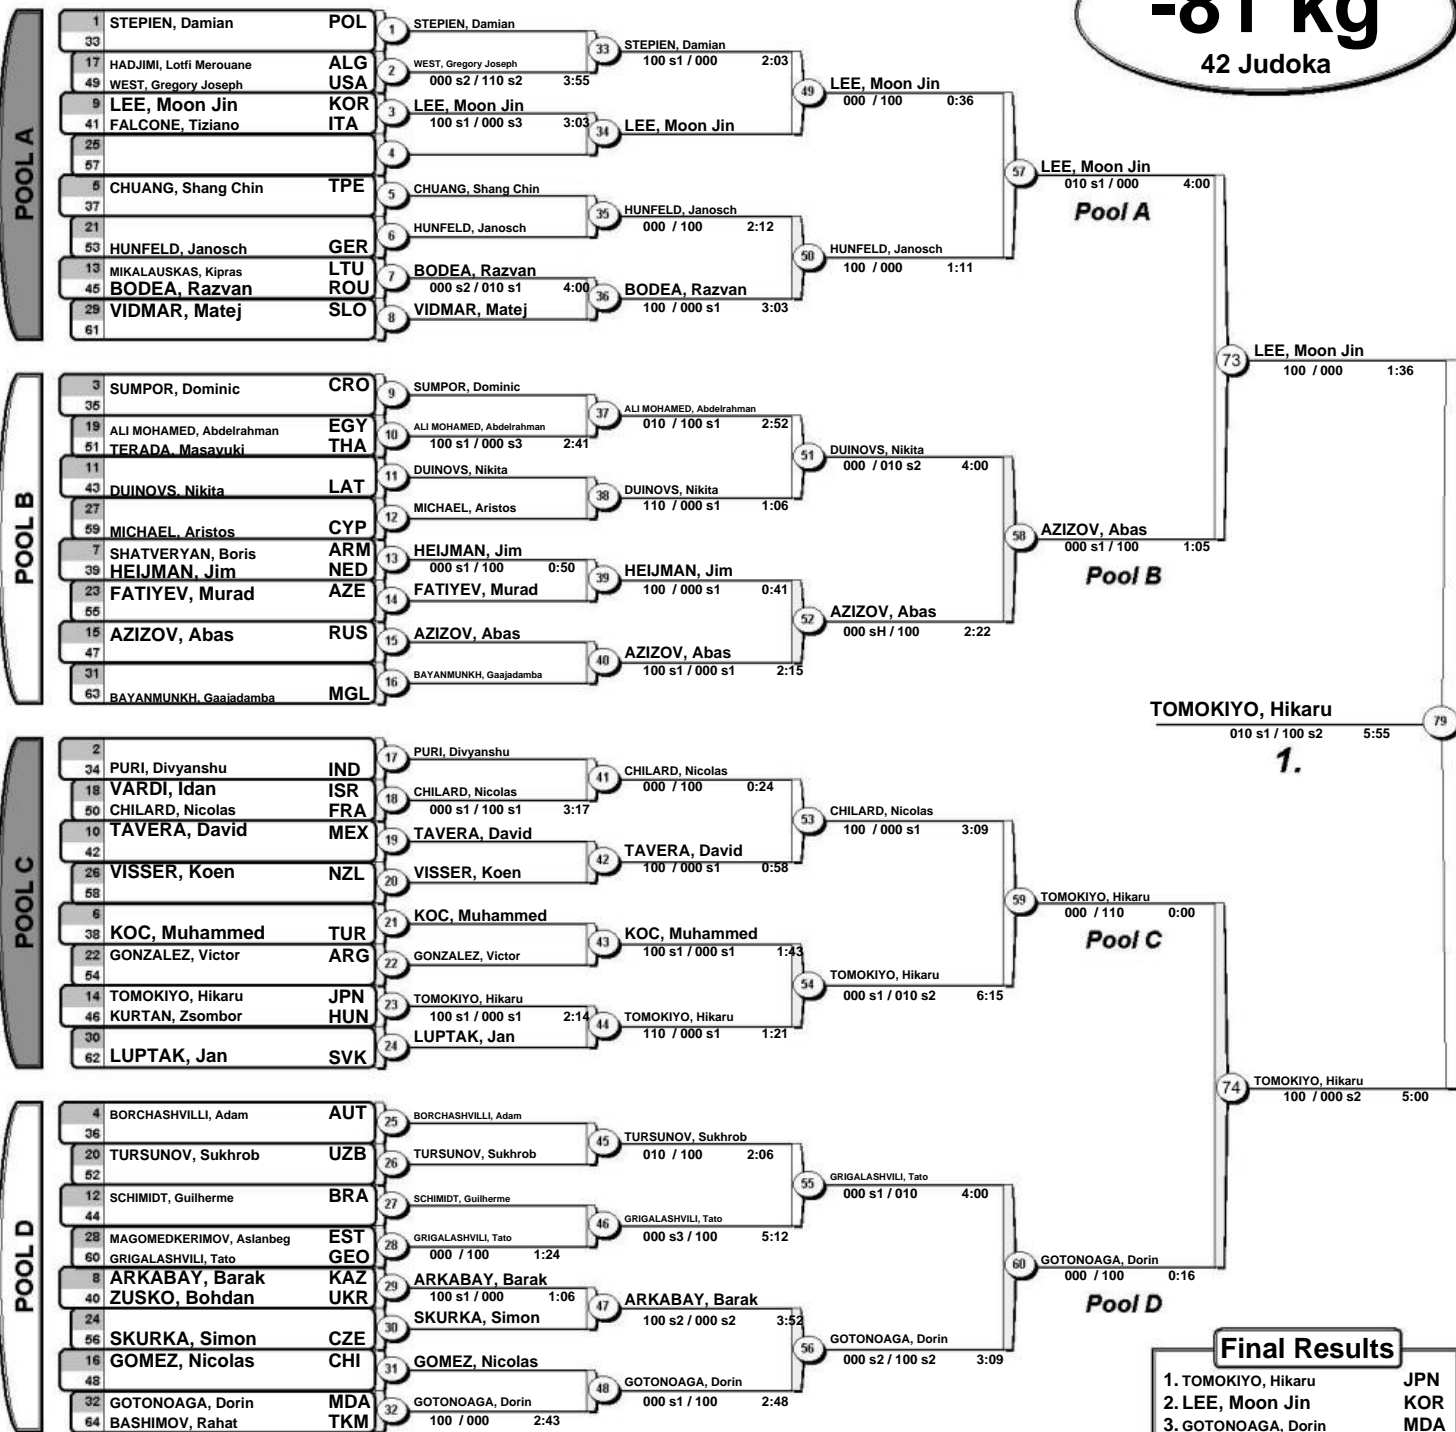 -81 kg
42 Judoka
POOL A
1 STEPIEN, Damian POL
33
17 HADJIMI, Lotfi Merouane ALG
49 WEST, Gregory Joseph USA
9 LEE, Moon Jin KOR
41 FALCONE, Tiziano ITA
25
57
5 CHUANG, Shang Chin TPE
37
21
53 HUNFELD, Janosch GER
13 MIKALAUSKAS, Kipras LTU
45 BODEA, Razvan ROU
29 VIDMAR, Matej SLO
61
1 STEPIEN, Damian
2 WEST, Gregory Joseph
000 s2 / 110 s2 3:55
3 LEE, Moon Jin
100 s1 / 000 s3 3:03
4
5 CHUANG, Shang Chin
6 HUNFELD, Janosch
7 BODEA, Razvan
000 s2 / 010 s1 4:00
8 VIDMAR, Matej
33 STEPIEN, Damian
100 s1 / 000 2:03
34 LEE, Moon Jin
35 HUNFELD, Janosch
000 / 100 2:12
36 BODEA, Razvan
100 / 000 s1 3:03
49 LEE, Moon Jin
000 / 100 0:36
50 HUNFELD, Janosch
100 / 000 1:11
57 LEE, Moon Jin
010 s1 / 000 4:00
Pool A
POOL B
3 SUMPOR, Dominic CRO
35
19 ALI MOHAMED, Abdelrahman EGY
51 TERADA, Masayuki THA
11
43 DUINOVS, Nikita LAT
27
59 MICHAEL, Aristos CYP
7 SHATVERYAN, Boris ARM
39 HEIJMAN, Jim NED
23 FATIYEV, Murad AZE
55
15 AZIZOV, Abas RUS
47
31
63 BAYANMUNKH, Gaajadamba MGL
9 SUMPOR, Dominic
10 ALI MOHAMED, Abdelrahman
100 s1 / 000 s3 2:41
11 DUINOVS, Nikita
12 MICHAEL, Aristos
13 HEIJMAN, Jim
000 s1 / 100 0:50
14 FATIYEV, Murad
15 AZIZOV, Abas
16 BAYANMUNKH, Gaajadamba
37 ALI MOHAMED, Abdelrahman
010 / 100 s1 2:52
38 DUINOVS, Nikita
110 / 000 s1 1:06
39 HEIJMAN, Jim
100 / 000 s1 0:41
40 AZIZOV, Abas
100 s1 / 000 s1 2:15
51 DUINOVS, Nikita
000 / 010 s2 4:00
52 AZIZOV, Abas
000 sH / 100 2:22
58 AZIZOV, Abas
000 s1 / 100 1:05
Pool B
73 LEE, Moon Jin
100 / 000 1:36
TOMOKIYO, Hikaru 79
010 s1 / 100 s2 5:55
1.
POOL C
2
34 PURI, Divyanshu IND
18 VARDI, Idan ISR
50 CHILARD, Nicolas FRA
10 TAVERA, David MEX
42
26 VISSER, Koen NZL
58
6
38 KOC, Muhammed TUR
22 GONZALEZ, Victor ARG
54
14 TOMOKIYO, Hikaru JPN
46 KURTAN, Zsombor HUN
30
62 LUPTAK, Jan SVK
17 PURI, Divyanshu
18 CHILARD, Nicolas
000 s1 / 100 s1 3:17
19 TAVERA, David
20 VISSER, Koen
21 KOC, Muhammed
22 GONZALEZ, Victor
23 TOMOKIYO, Hikaru
100 s1 / 000 s1 2:14
24 LUPTAK, Jan
41 CHILARD, Nicolas
000 / 100 0:24
42 TAVERA, David
100 / 000 s1 0:58
43 KOC, Muhammed
100 s1 / 000 s1 1:43
44 TOMOKIYO, Hikaru
110 / 000 s1 1:21
53 CHILARD, Nicolas
100 / 000 s1 3:09
54 TOMOKIYO, Hikaru
000 s1 / 010 s2 6:15
59 TOMOKIYO, Hikaru
000 / 110 0:00
Pool C
POOL D
4 BORCHASHVILLI, Adam AUT
36
20 TURSUNOV, Sukhrob UZB
52
12 SCHIMIDT, Guilherme BRA
44
28 MAGOMEDKERIMOV, Aslanbeg EST
60 GRIGALASHVILI, Tato GEO
8 ARKABAY, Barak KAZ
40 ZUSKO, Bohdan UKR
24
56 SKURKA, Simon CZE
16 GOMEZ, Nicolas CHI
48
32 GOTONOAGA, Dorin MDA
64 BASHIMOV, Rahat TKM
25 BORCHASHVILLI, Adam
26 TURSUNOV, Sukhrob
27 SCHIMIDT, Guilherme
28 GRIGALASHVILI, Tato
000 / 100 1:24
29 ARKABAY, Barak
100 s1 / 000 1:06
30 SKURKA, Simon
31 GOMEZ, Nicolas
32 GOTONOAGA, Dorin
100 / 000 2:43
45 TURSUNOV, Sukhrob
010 / 100 2:06
46 GRIGALASHVILI, Tato
000 s3 / 100 5:12
47 ARKABAY, Barak
100 s2 / 000 s2 3:52
48 GOTONOAGA, Dorin
000 s1 / 100 2:48
55 GRIGALASHVILI, Tato
000 s1 / 010 4:00
56 GOTONOAGA, Dorin
000 s2 / 100 s2 3:09
60 GOTONOAGA, Dorin
000 / 100 0:16
Pool D
74 TOMOKIYO, Hikaru
100 / 000 s2 5:00
Final Results
1. TOMOKIYO, Hikaru JPN
2. LEE, Moon Jin KOR
3. GOTONOAGA, Dorin MDA